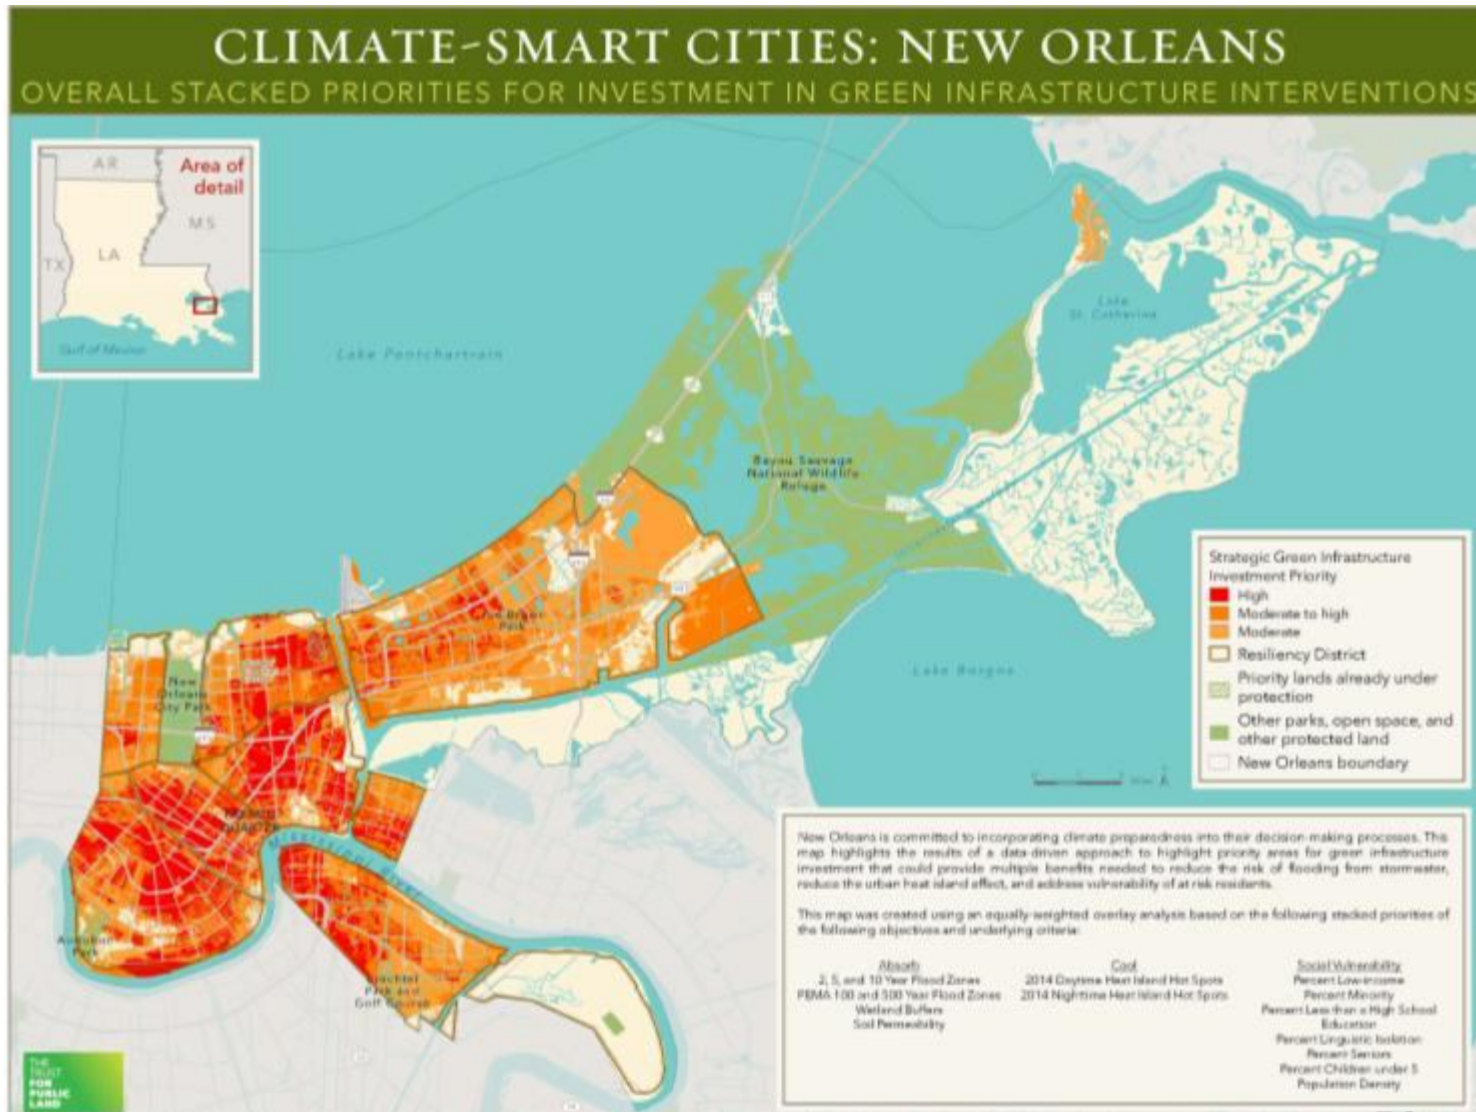 CLIMATE-SMART CITIES: NEW ORLEANS
OVERALL STACKED PRIORITIES FOR INVESTMENT IN GREEN INFRASTRUCTURE INTERVENTIONS
AR
Area of
detail
MS
LA
TX
Gulf of Mexico
Lake Pontchartrain
Lake
St. Catherine
Bayou Sauvage
National Wildlife
Refuge
Park
New
Orleans
City Park
Lake Borgne
QUARTER
Mississippi River
Audubon
Park
Park and
Golf Course
Strategic Green Infrastructure
Investment Priority
High
Moderate to high
Moderate
Resiliency District
Priority lands already under
protection
Other parks, open space, and
other protected land
New Orleans boundary
New Orleans is committed to incorporating climate preparedness into their decision-making processes. This
map highlights the results of a data-driven approach to highlight priority areas for green infrastructure
investment that could provide multiple benefits needed to reduce the risk of flooding from stormwater,
reduce the urban heat island effect, and address vulnerability of at risk residents.
This map was created using an equally-weighted overlay analysis based on the following stacked priorities of
the following objectives and underlying criteria:
Absorb
2, 5, and 10 Year Flood Zones
FEMA 100 and 500 Year Flood Zones
Wetland Buffers
Soil Permeability
Cool
2014 Daytime Heat Island Hot Spots
2014 Nighttime Heat Island Hot Spots
Social Vulnerability
Percent Low-income
Percent Minority
Percent Less than a High School
Education
Percent Linguistic Isolation
Percent Seniors
Percent Children under 5
Population Density
THE
TRUST
FOR
PUBLIC
LAND